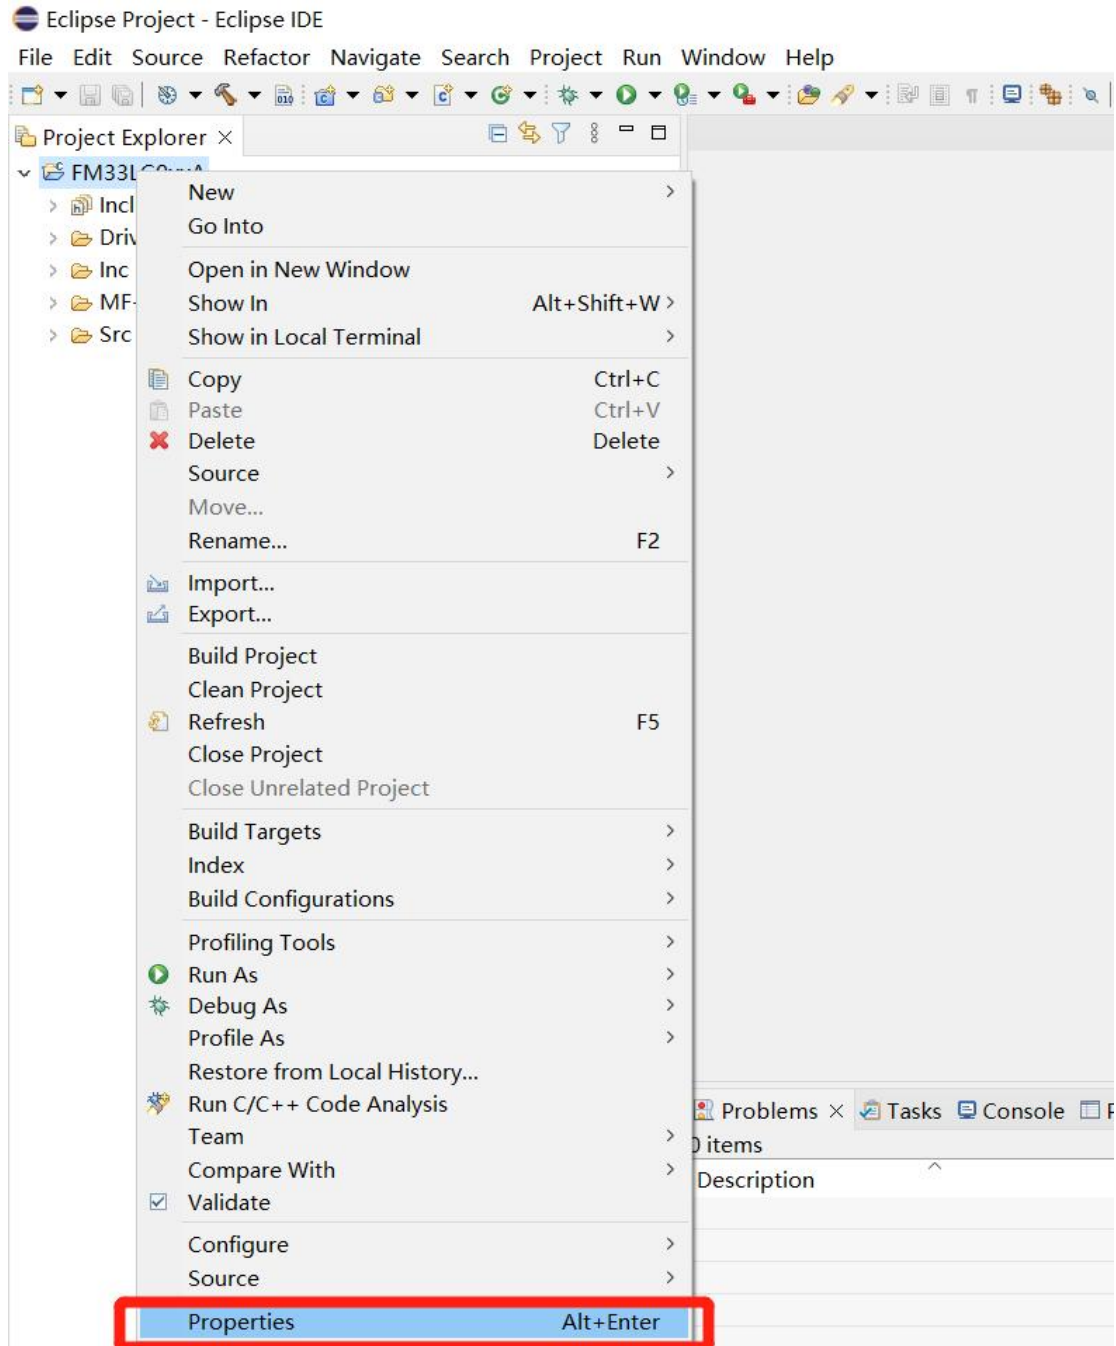 Eclipse Project - Eclipse IDE
File Edit Source Refactor Navigate Search Project Run Window Help
Project Explorer
New
Incl
Go Into
Driv
Inc
Open in New Window
MF-
Show In Alt+Shift+W
Src
Show in Local Terminal
Copy Ctrl+C
Paste Ctrl+V
Delete Delete
Source
Move...
Rename... F2
Import...
Export...
Build Project
Clean Project
Refresh F5
Close Project
Close Unrelated Project
Build Targets
Index
Build Configurations
Profiling Tools
Run As
Debug As
Profile As
Restore from Local History...
Run C/C++ Code Analysis
Problems Tasks Console
Team
0 items
Compare With
Description
Validate
Configure
Source
Properties Alt+Enter